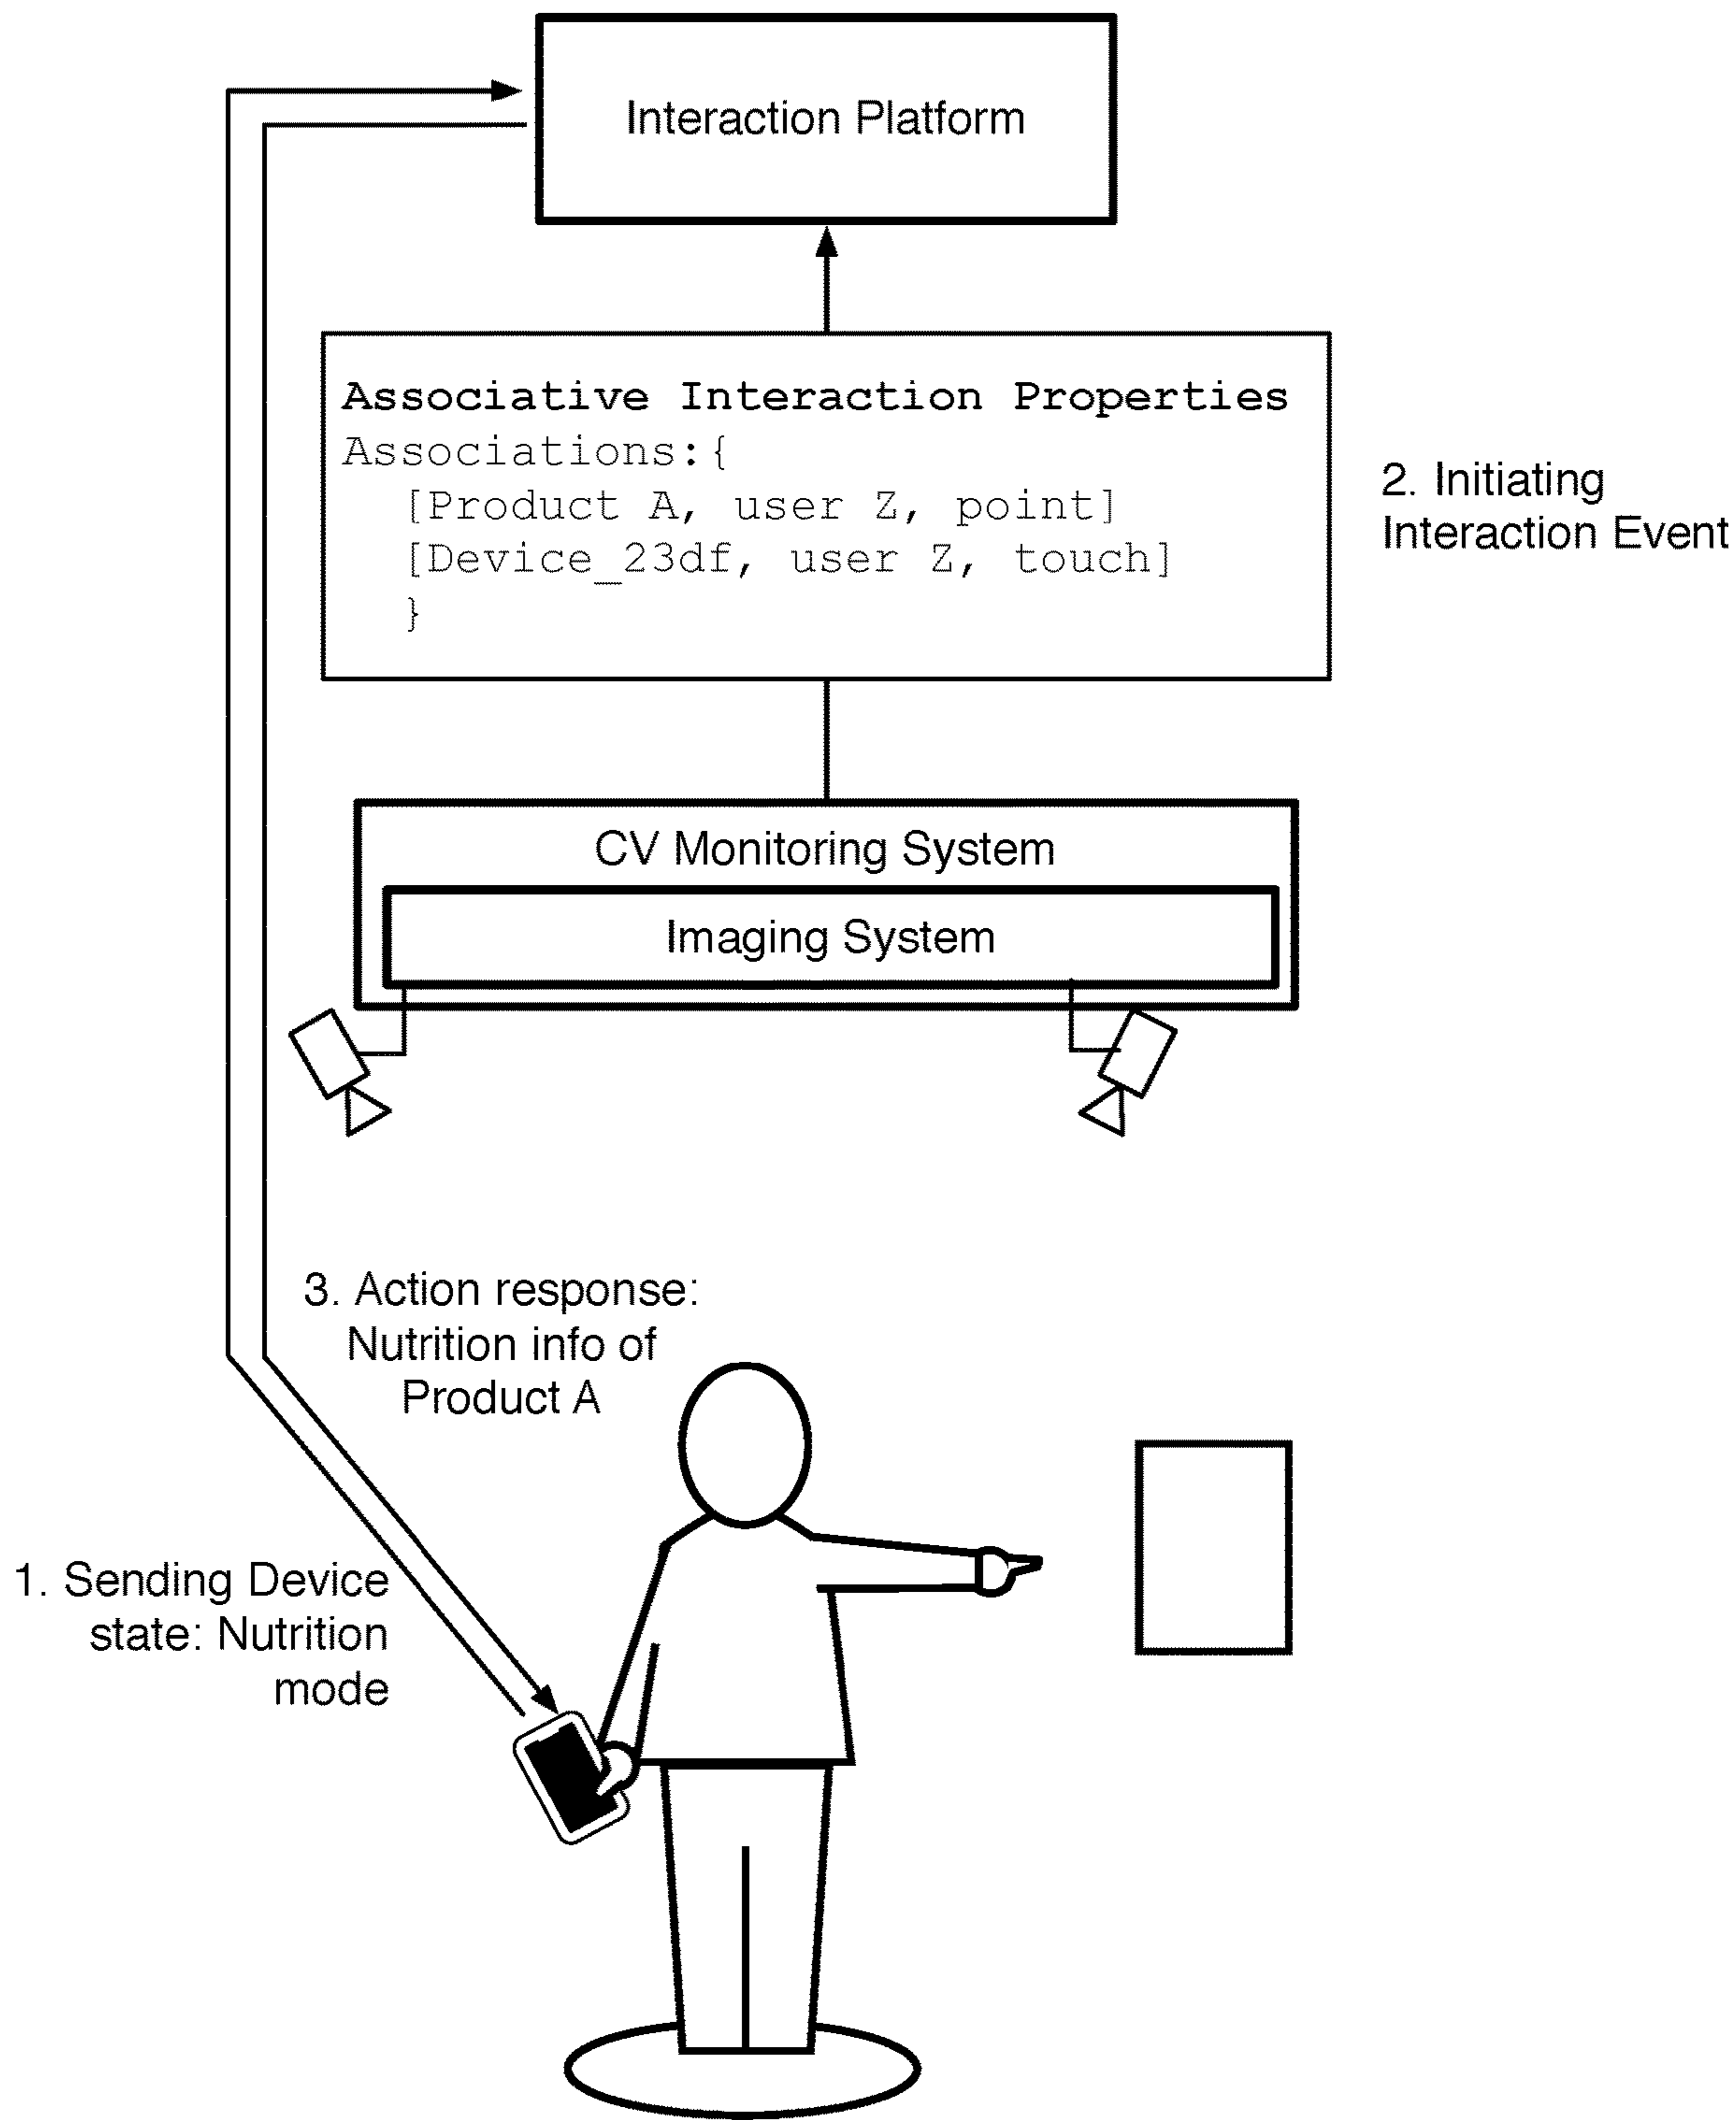 Interaction Platform
Associative Interaction Properties
Associations:{
[Product A, user Z, point]
[Device_23df, user Z, touch]
}
2. Initiating
Interaction Event
CV Monitoring System
Imaging System
3. Action response:
Nutrition info of
Product A
1. Sending Device
state: Nutrition
mode